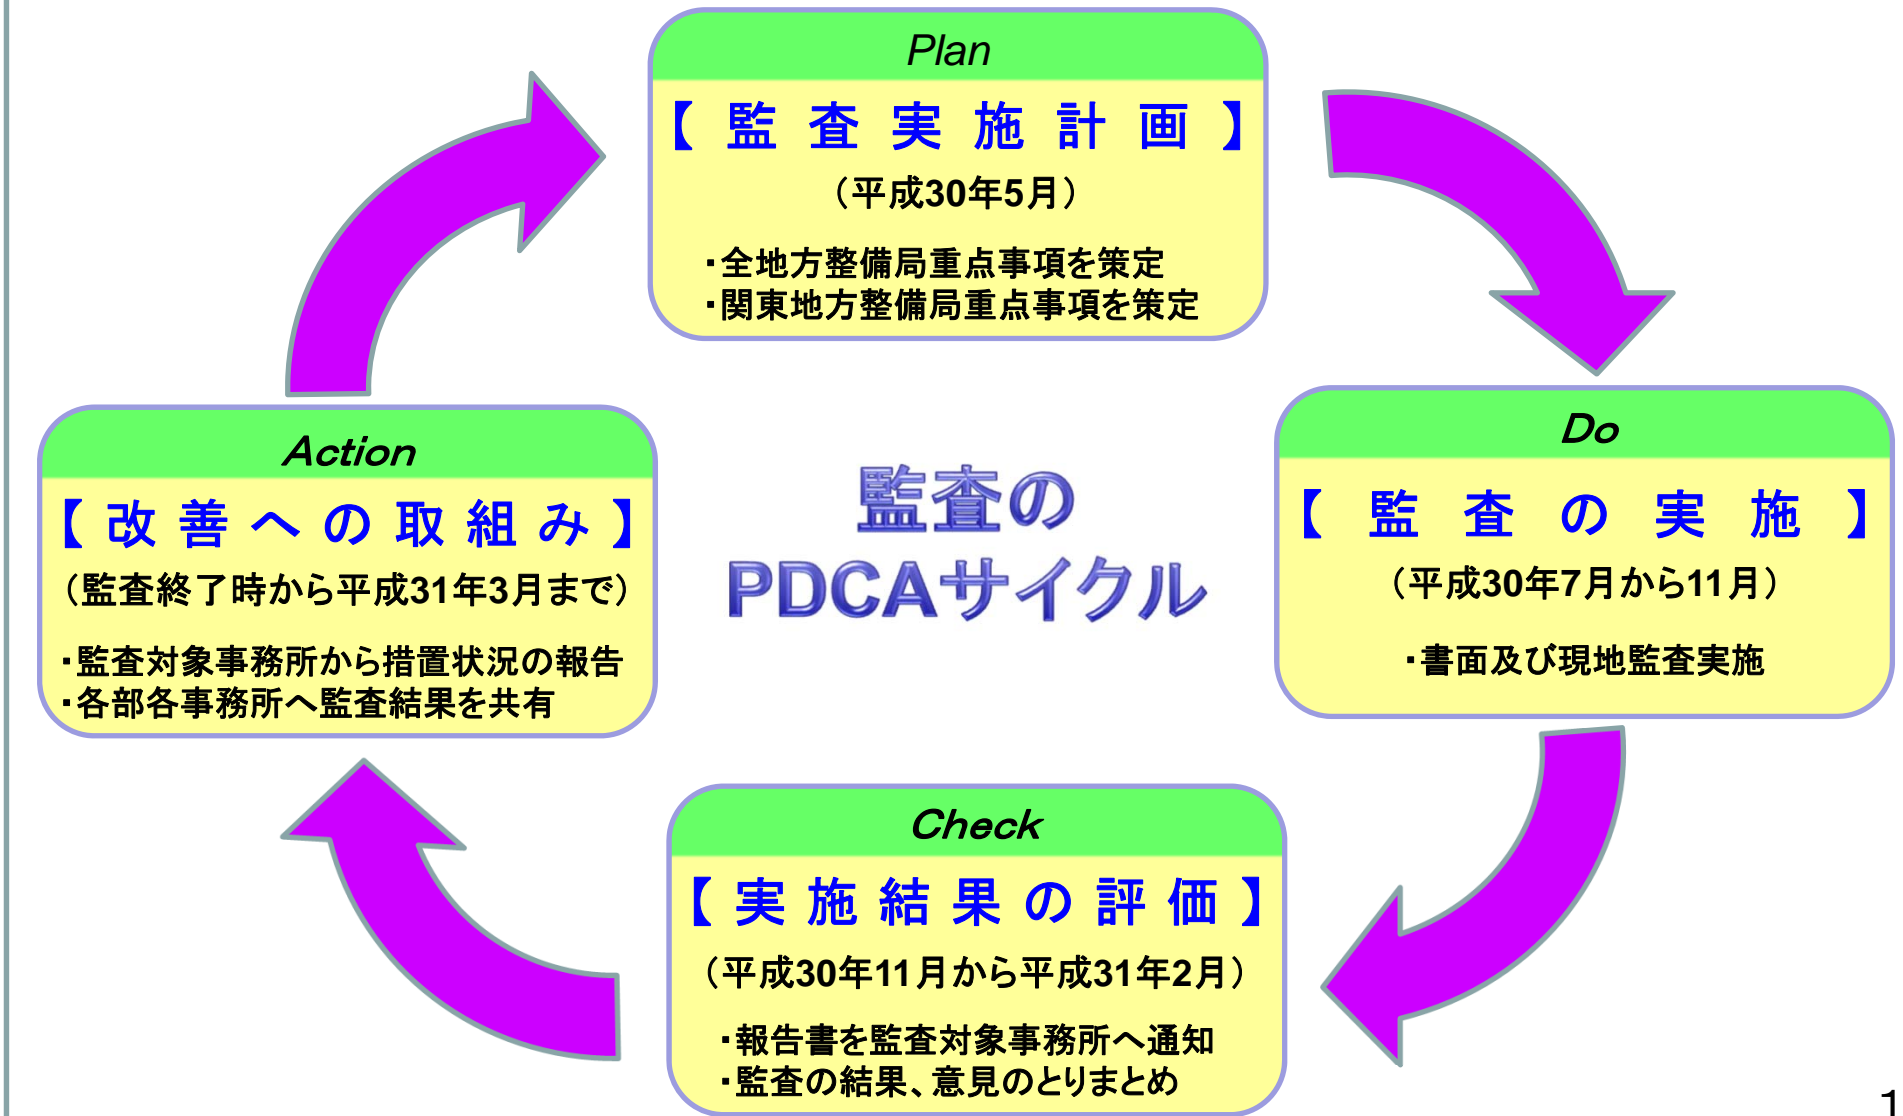 Plan
【監査実施計画】
（平成30年5月）
・全地方整備局重点事項を策定
・関東地方整備局重点事項を策定
Do
【監査の実施】
（平成30年7月から11月）
・書面及び現地監査実施
Check
【実施結果の評価】
（平成30年11月から平成31年2月）
・報告書を監査対象事務所へ通知
・監査の結果、意見のとりまとめ
Action
【改善への取組み】
（監査終了時から平成31年3月まで）
・監査対象事務所から措置状況の報告
・各部各事務所へ監査結果を共有
監査の
PDCAサイクル
1